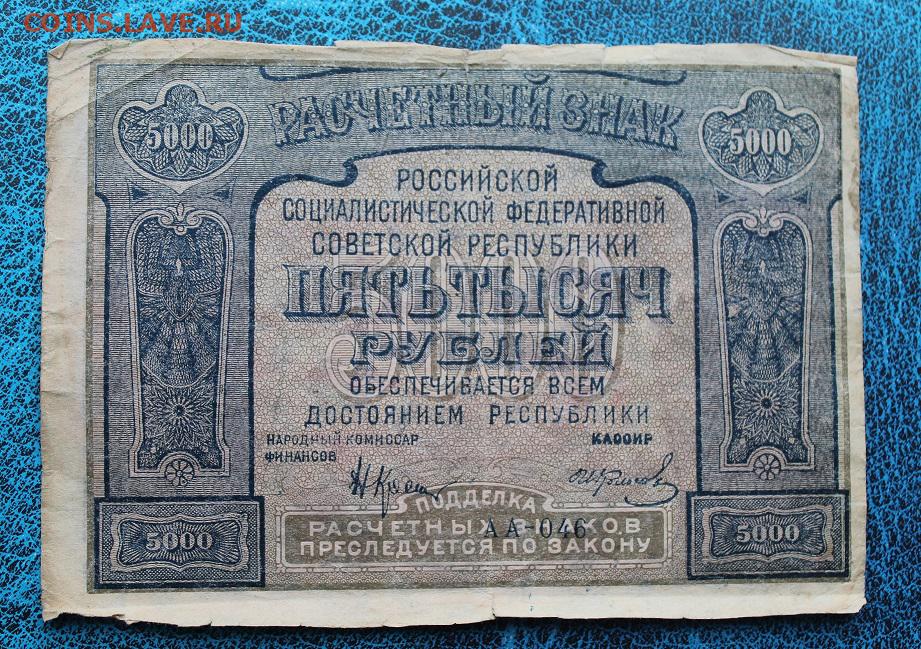 COINS.LAVE.RU
РАСЧЕТНЫЙ ЗНАК
5000
5000
РОССИЙСКОЙ
СОЦИАЛИСТИЧЕСКОЙ ФЕДЕРАТИВНОЙ
СОВЕТСКОЙ РЕСПУБЛИКИ
5000
ПЯТЬ ТЫСЯЧ
РУБЛЕЙ
ОБЕСПЕЧИВАЕТСЯ ВСЕМ
ДОСТОЯНИЕМ РЕСПУБЛИКИ
НАРОДНЫЙ КОМИССАР
ФИНАНСОВ
КАССИР
ПОДДЕЛКА
РАСЧЕТНЫХ ЗНАКОВ
АА-046
ПРЕСЛЕДУЕТСЯ ПО ЗАКОНУ
5000
5000